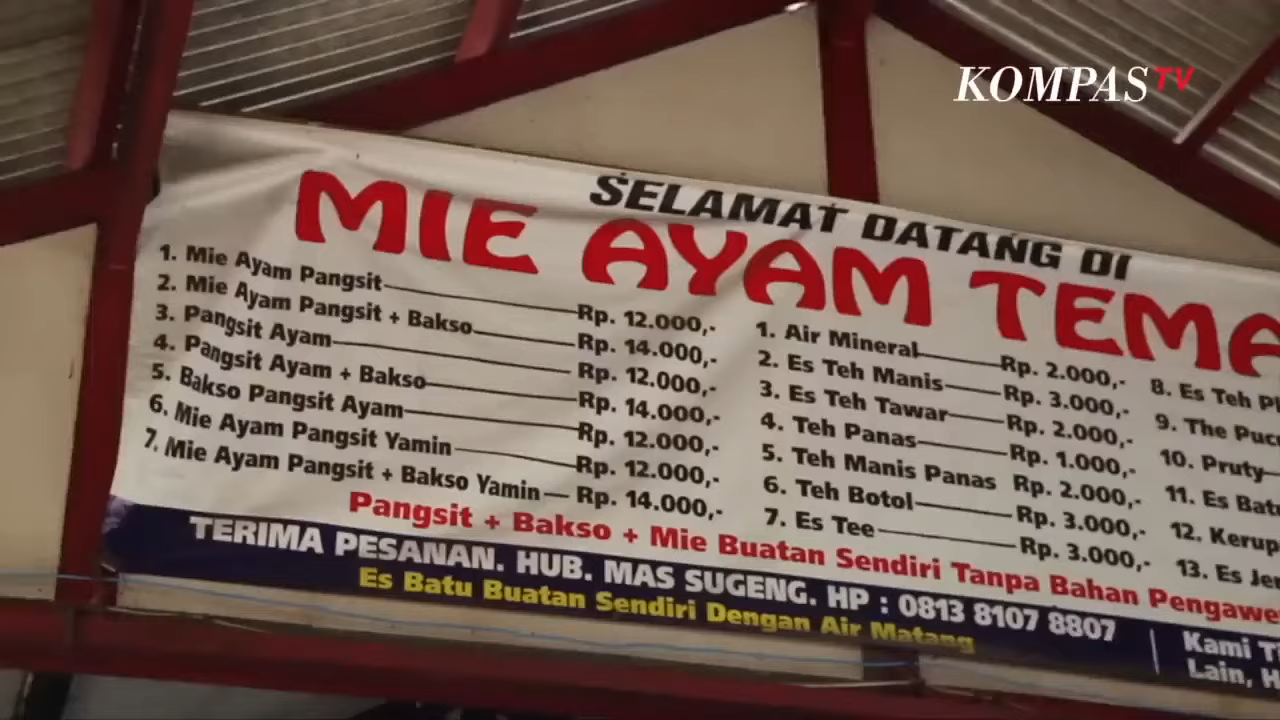 KOMPAS TV
SELAMAT DATANG DI
MIE AYAM
1. Mie Ayam Pangsit Rp. 12.000,-
2. Mie Ayam Pangsit + Bakso Rp. 14.000,-
3. Pangsit Ayam Rp. 12.000,-
4. Pangsit Ayam + Bakso Rp. 14.000,-
5. Bakso Pangsit Ayam Rp. 12.000,-
6. Mie Ayam Pangsit Yamin Rp. 12.000,-
7. Mie Ayam Pangsit + Bakso Yamin Rp. 14.000,-
1. Air Mineral Rp. 2.000,-
2. Es Teh Manis Rp. 3.000,-
3. Es Teh Tawar Rp. 2.000,-
4. Teh Panas Rp. 1.000,-
5. Teh Manis Panas Rp. 2.000,-
6. Teh Botol Rp. 3.000,-
7. Es Tee Rp. 3.000,-
8. Es Teh
9. The
10. Pruty
11. Es
12.
13. Es
Pangsit + Bakso + Mie Buatan Sendiri Tanpa Bahan
TERIMA PESANAN. HUB. MAS SUGENG. HP : 0813 8107 8807
Es Batu Buatan Sendiri Dengan Air Matang
Kami
Lain,